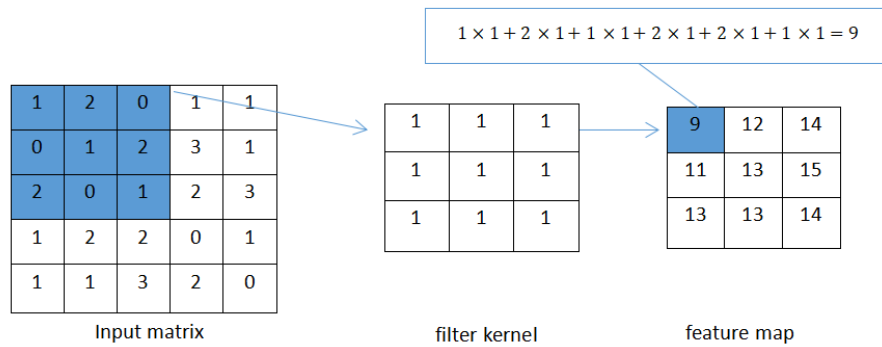 1 × 1 + 2 × 1 + 1 × 1 + 2 × 1 + 2 × 1 + 1 × 1 = 9
1 2 0 1 1
0 1 2 3 1
2 0 1 2 3
1 2 2 0 1
1 1 3 2 0
Input matrix
1 1 1
1 1 1
1 1 1
filter kernel
9 12 14
11 13 15
13 13 14
feature map